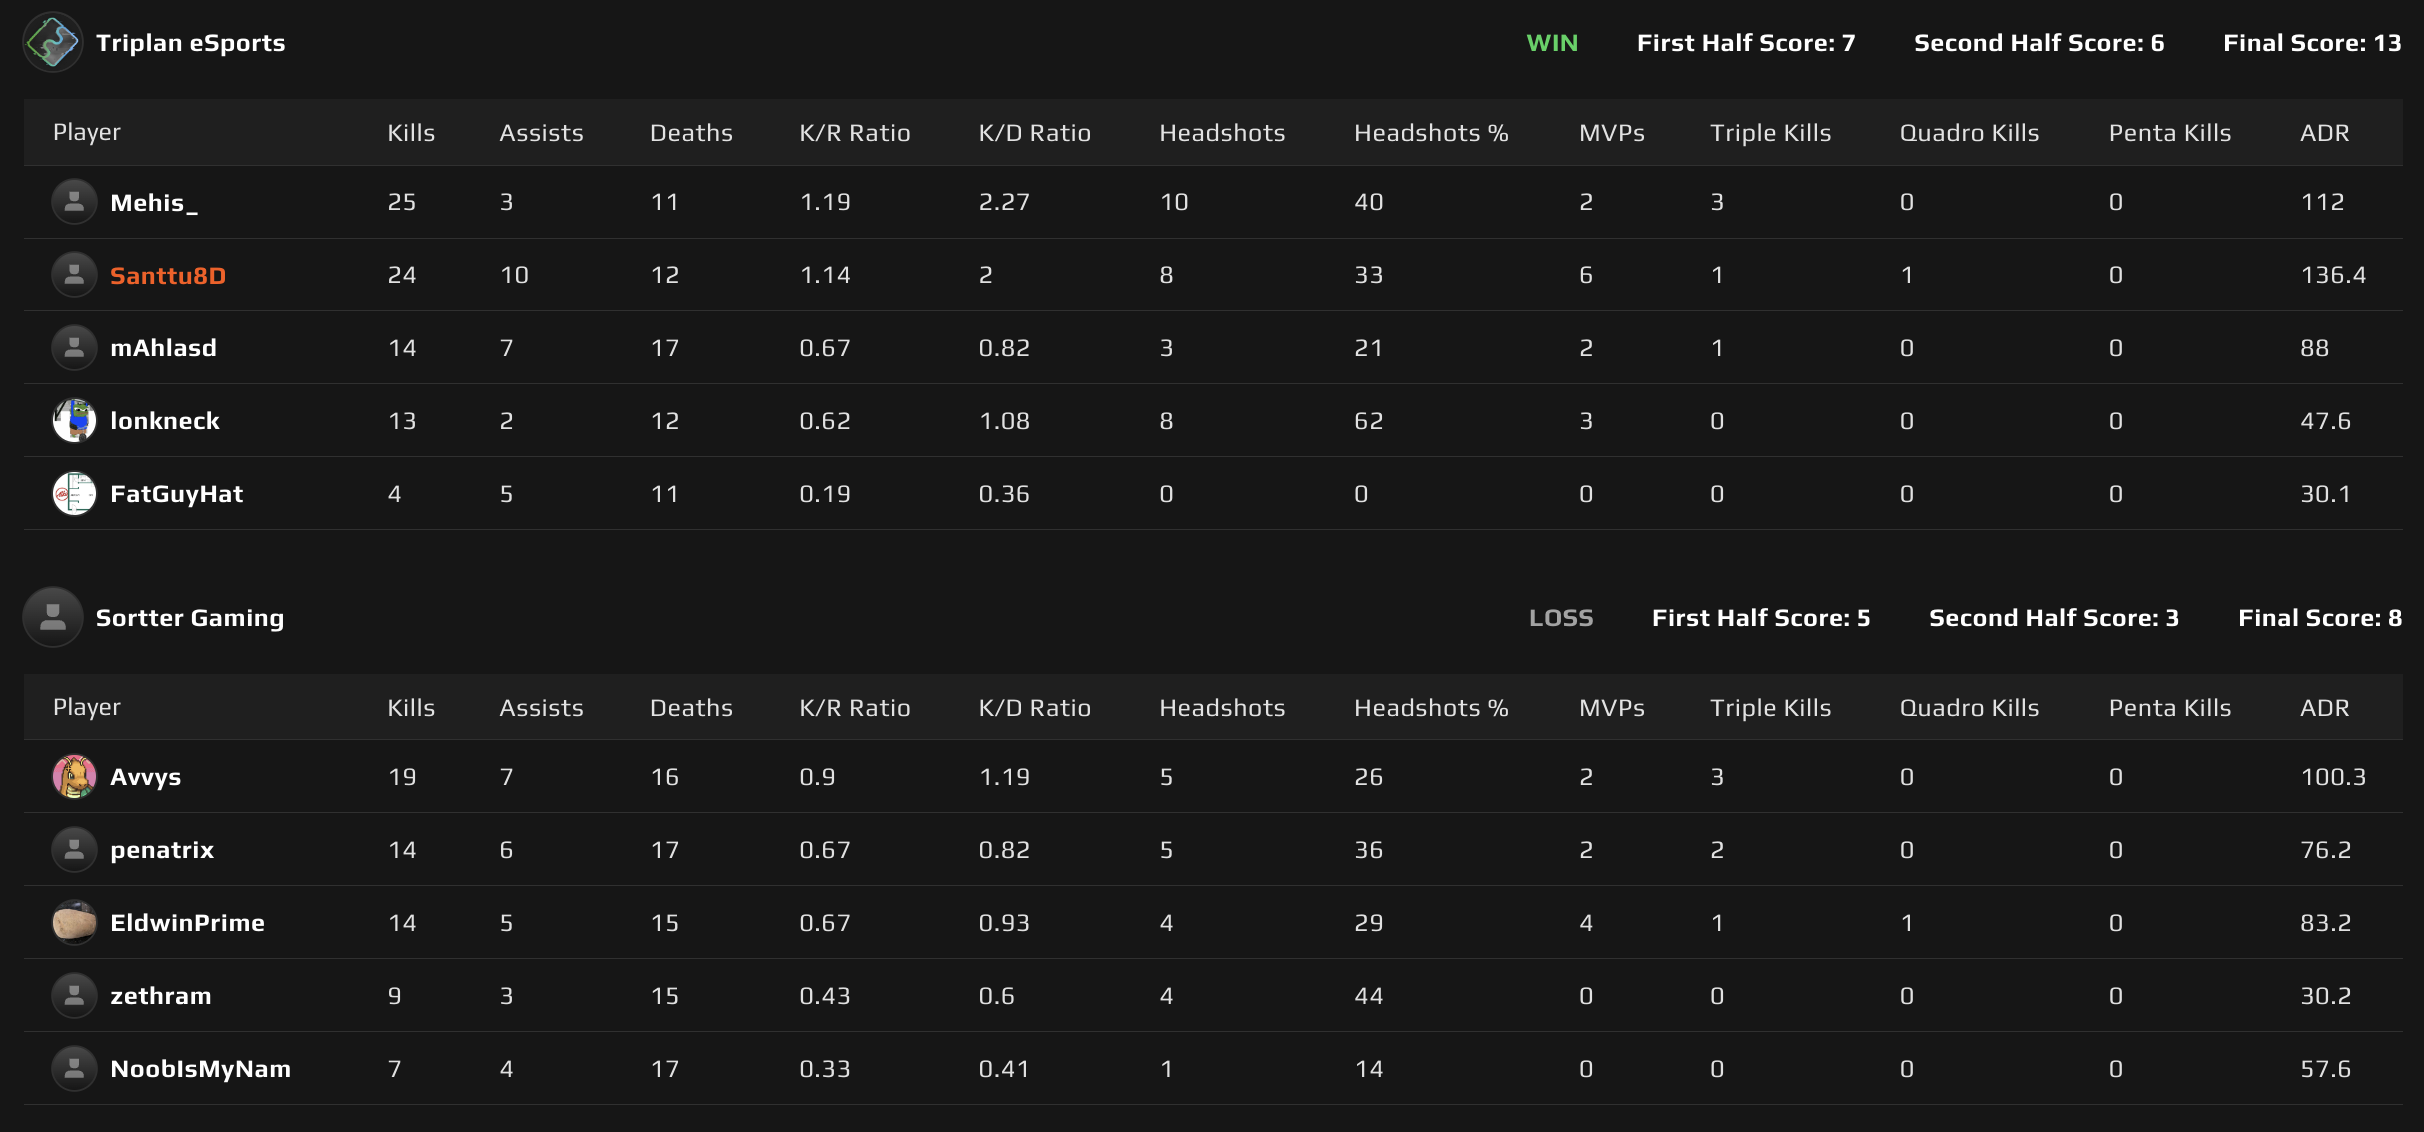 Triplan eSports WIN First Half Score: 7 Second Half Score: 6 Final Score: 13
Player Kills Assists Deaths K/R Ratio K/D Ratio Headshots Headshots % MVPs Triple Kills Quadro Kills Penta Kills ADR
Mehis_ 25 3 11 1.19 2.27 10 40 2 3 0 0 112
Santtu8D 24 10 12 1.14 2 8 33 6 1 1 0 136.4
mAhlasd 14 7 17 0.67 0.82 3 21 2 1 0 0 88
lonkneck 13 2 12 0.62 1.08 8 62 3 0 0 0 47.6
FatGuyHat 4 5 11 0.19 0.36 0 0 0 0 0 0 30.1
Sortter Gaming LOSS First Half Score: 5 Second Half Score: 3 Final Score: 8
Player Kills Assists Deaths K/R Ratio K/D Ratio Headshots Headshots % MVPs Triple Kills Quadro Kills Penta Kills ADR
Avvys 19 7 16 0.9 1.19 5 26 2 3 0 0 100.3
penatrix 14 6 17 0.67 0.82 5 36 2 2 0 0 76.2
EldwinPrime 14 5 15 0.67 0.93 4 29 4 1 1 0 83.2
zethram 9 3 15 0.43 0.6 4 44 0 0 0 0 30.2
NoobIsMyNam 7 4 17 0.33 0.41 1 14 0 0 0 0 57.6